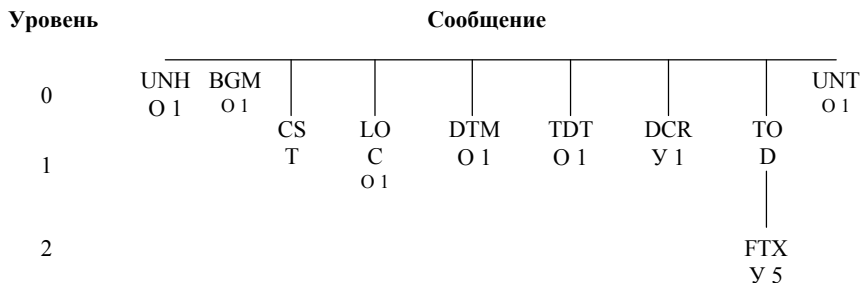 Уровень Сообщение
0 UNH BGM UNT
О 1 О 1 О 1
1 CS LO DTM TDT DCR TO
Т С О 1 О 1 У 1 D
О 1
2 FTX
У 5